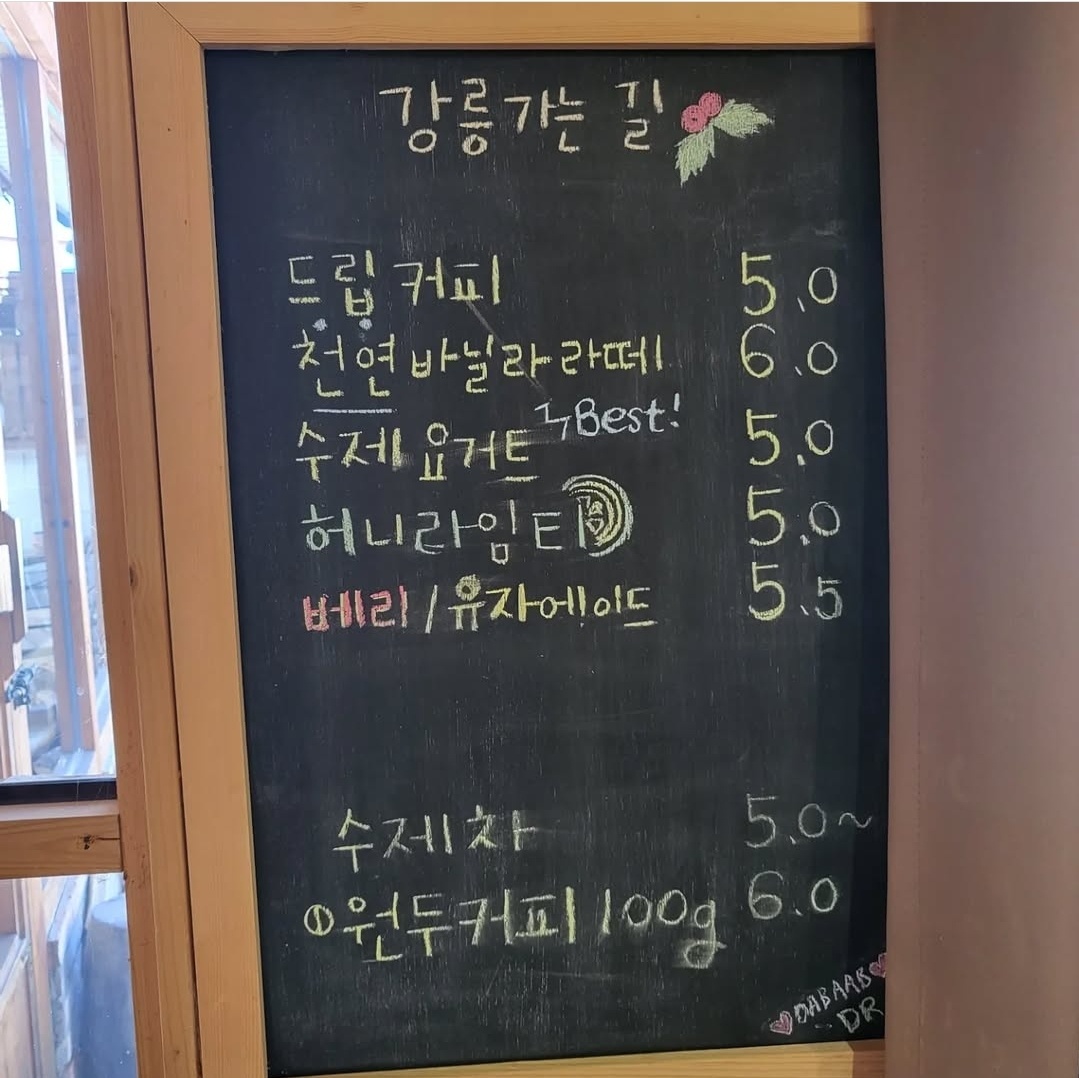 강릉가는 길
드립 커피 5.0
천연 바닐라 라떼 6.0
↳Best!
수제 요거트 5.0
허니라임티 5.0
베리/유자에이드 5.5
수제차 5.0~
원두커피 100g 6.0
DR